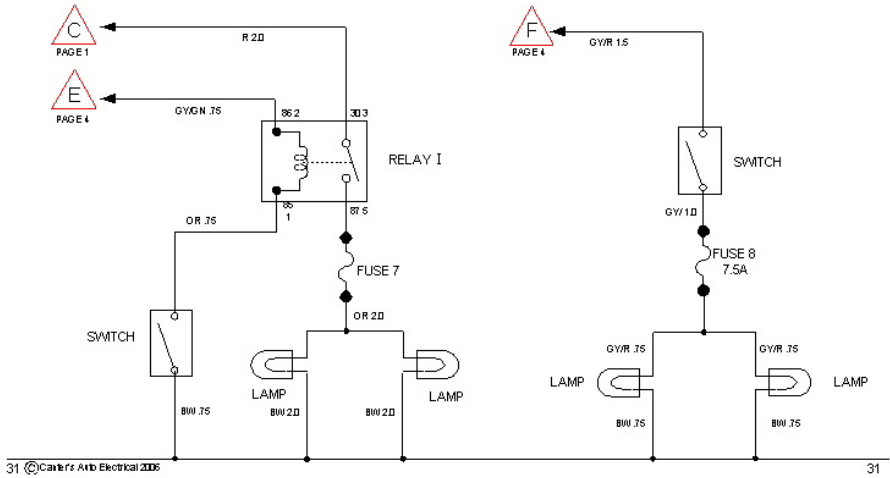 C
PAGE 1
R 2.0
E
PAGE 4
GY/GN .75
86 2
30 3
RELAY I
85
1
87 5
OR .75
FUSE 7
OR 2.0
SWITCH
LAMP
LAMP
BW .75
BW 2.0
BW 2.0
F
PAGE 4
GY/R 1.5
SWITCH
GY/ 1.0
FUSE 8
7.5A
GY/R .75
GY/R .75
LAMP
LAMP
BW .75
BW .75
31 © Canter's Auto Electrical 2006
31